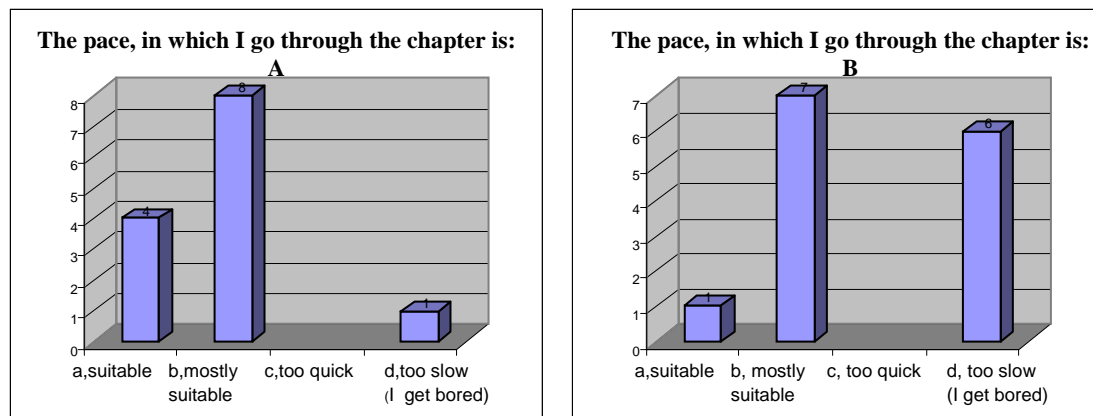 The pace, in which I go through the chapter is:
A
8
7
6
5
4
3
2
1
0
4
8
1
a,suitable
b,mostly
suitable
c,too quick
d,too slow
(I get bored)
The pace, in which I go through the chapter is:
B
7
6
5
4
3
2
1
0
1
7
6
a,suitable
b, mostly
suitable
c, too quick
d, too slow
(I get bored)